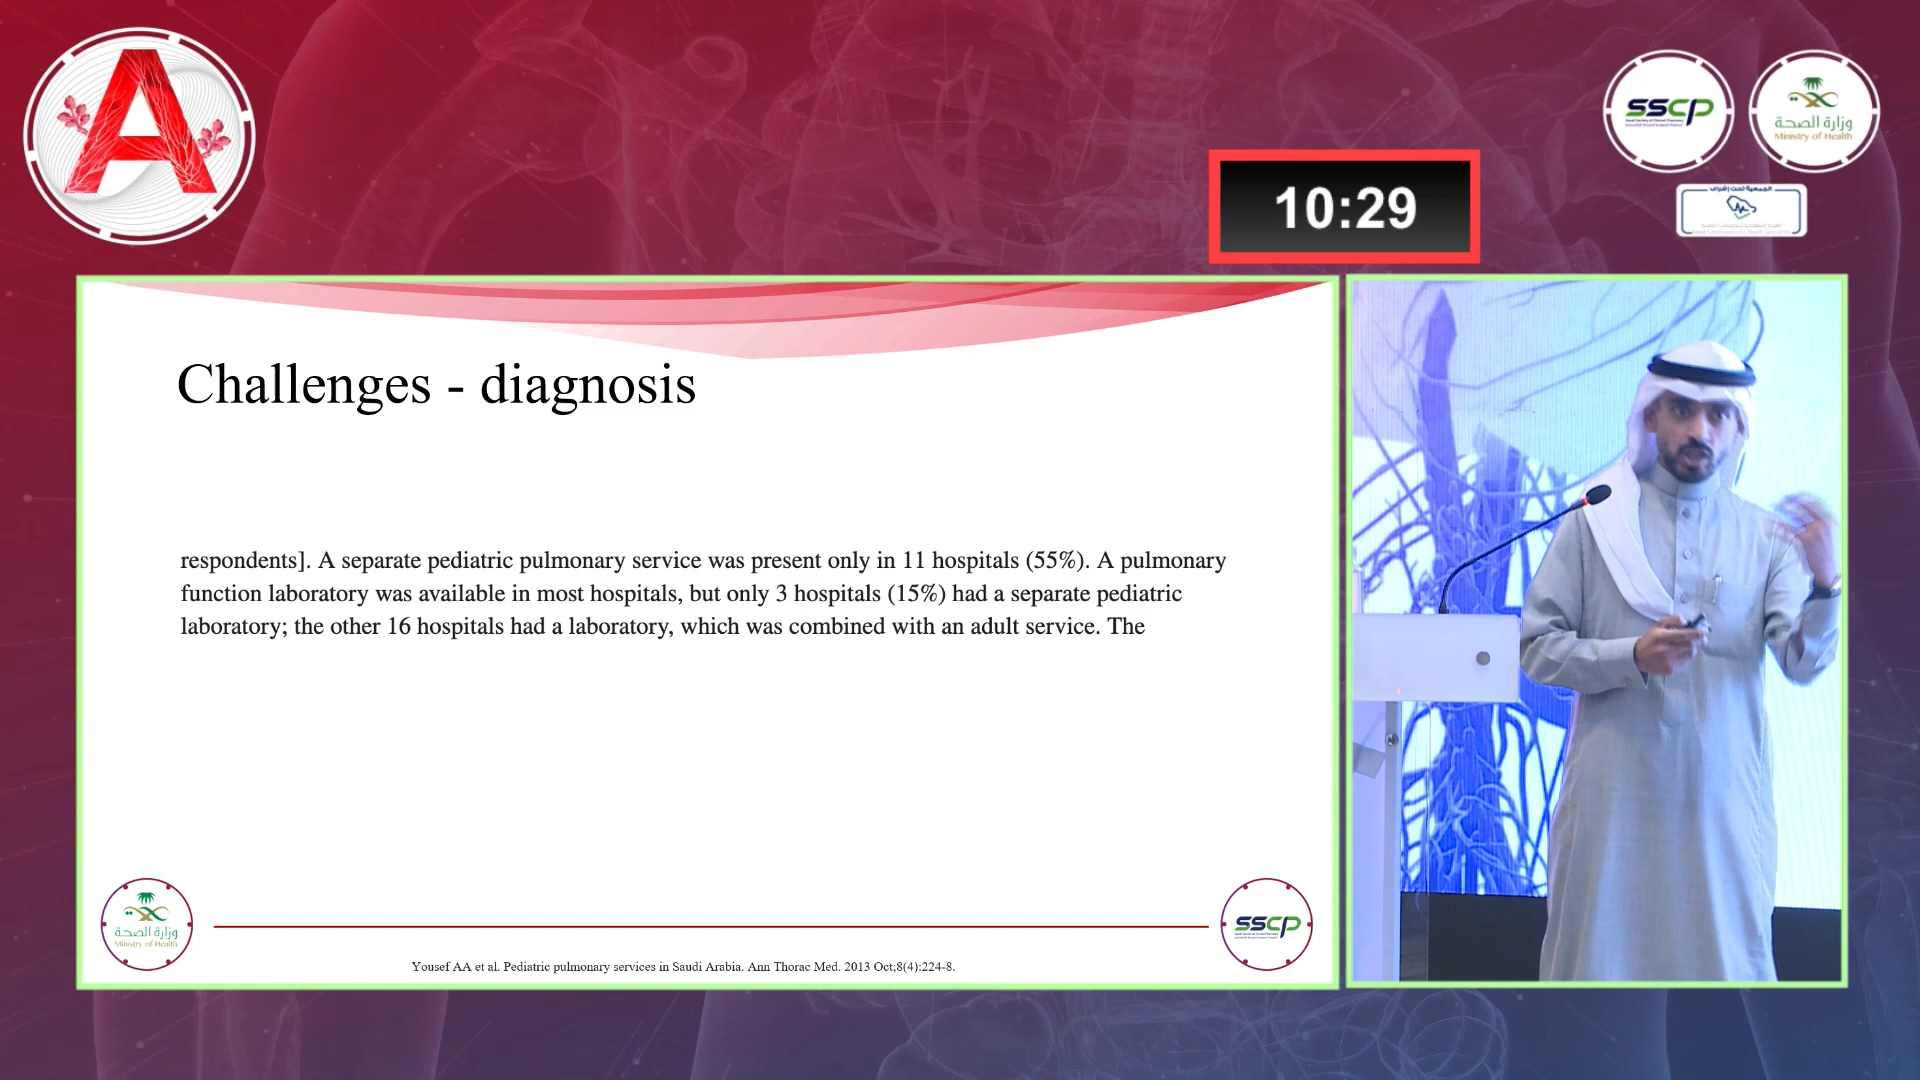 A
sscp
وزارة الصحة
Ministry of Health
10:29
الجمعية تحت إشراف
Challenges - diagnosis
respondents]. A separate pediatric pulmonary service was present only in 11 hospitals (55%). A pulmonary
function laboratory was available in most hospitals, but only 3 hospitals (15%) had a separate pediatric
laboratory; the other 16 hospitals had a laboratory, which was combined with an adult service. The
وزارة الصحة
Ministry of Health
sscp
Yousef AA et al. Pediatric pulmonary services in Saudi Arabia. Ann Thorac Med. 2013 Oct;8(4):224-8.